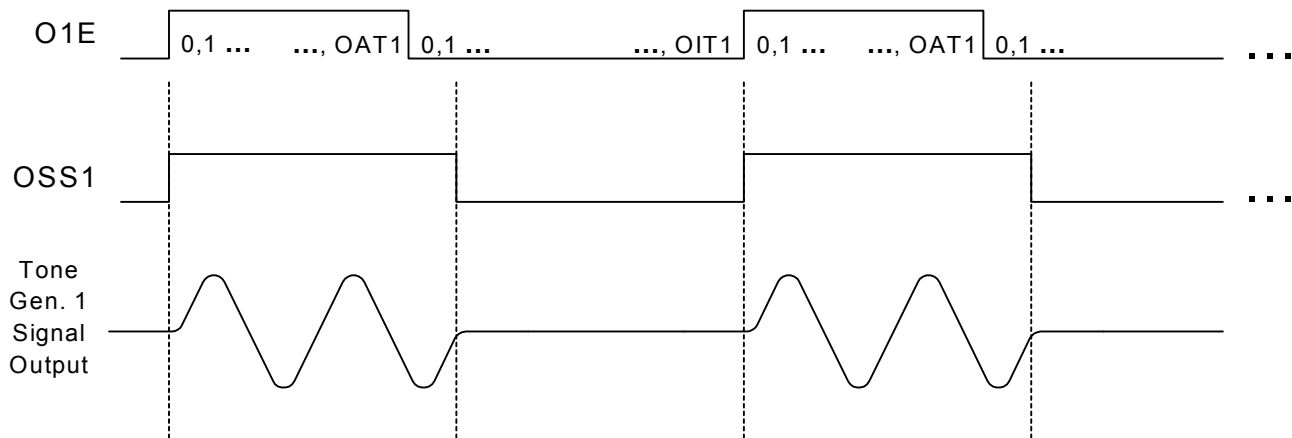 O1E
0,1 ... ..., OAT1 0,1 ... ..., OIT1 0,1 ... ..., OAT1 0,1 ... ...
OSS1 ...
Tone
Gen. 1
Signal
Output